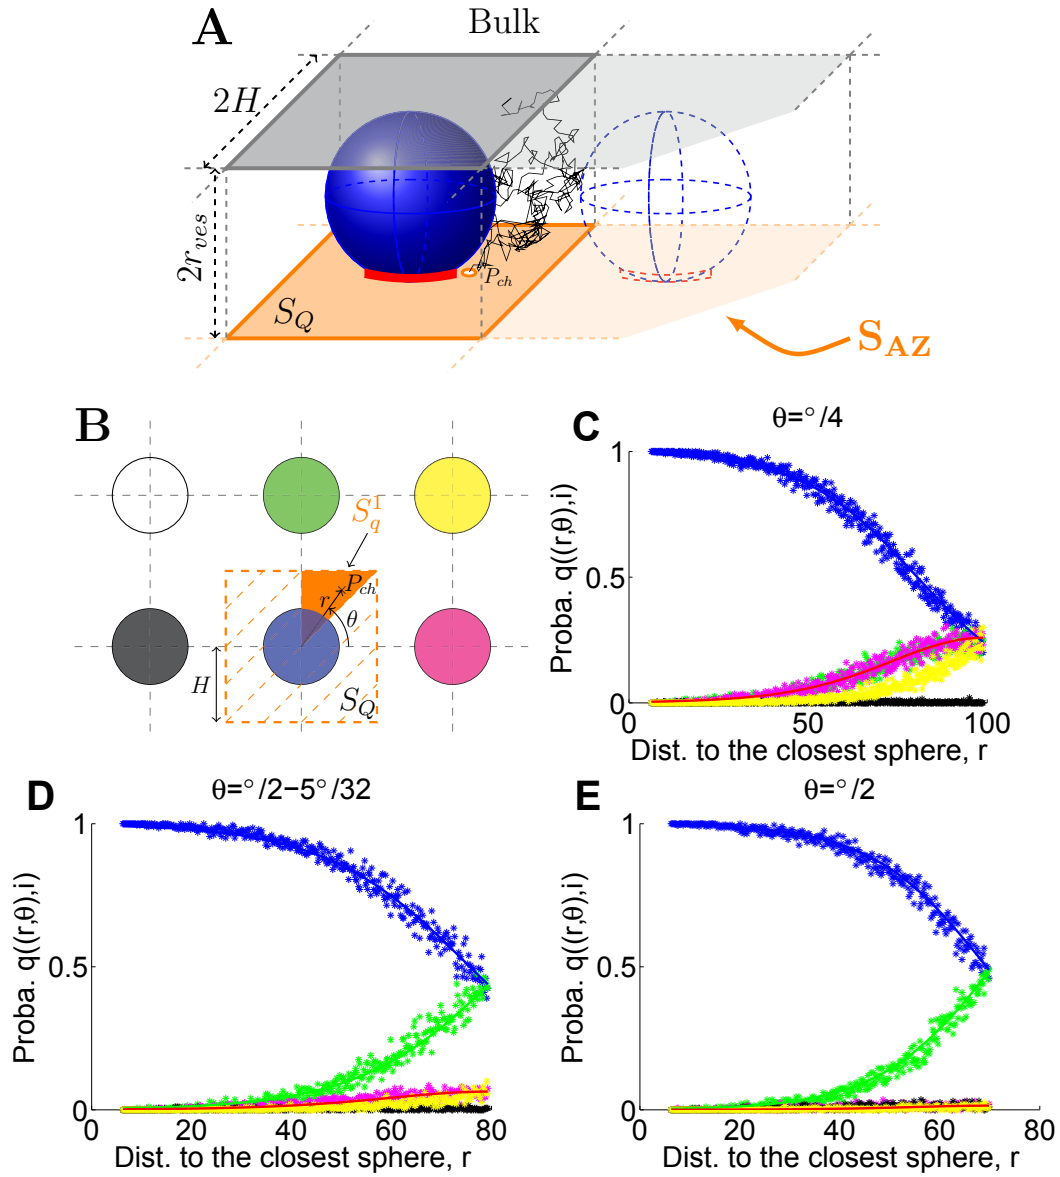 A
Bulk
2H
2r_ves
S_Q
P_ch
S_AZ
B
S_q^1
P_ch
r
θ
H
S_Q
C
θ=°/4
Proba. q((r,θ),i)
1
0.5
0
0
50
100
Dist. to the closest sphere, r
D
θ=°/2−5°/32
Proba. q((r,θ),i)
1
0.5
0
0
20
40
60
80
Dist. to the closest sphere, r
E
θ=°/2
Proba. q((r,θ),i)
1
0.5
0
0
20
40
60
80
Dist. to the closest sphere, r